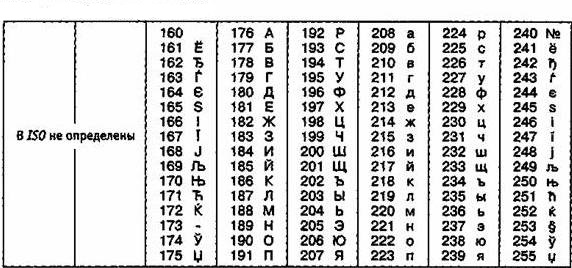 160 176 А 192 Р 208 а 224 р 240 №
161 Ё 177 Б 193 С 209 б 225 с 241 ё
162 Ђ 178 В 194 Т 210 в 226 т 242 ђ
163 Ѓ 179 Г 195 У 211 г 227 у 243 ѓ
164 Є 180 Д 196 Ф 212 д 228 ф 244 є
165 Ѕ 181 Е 197 Х 213 е 229 х 245 ѕ
166 І 182 Ж 198 Ц 214 ж 230 ц 246 і
В ISO не определены 167 Ї 183 З 199 Ч 215 з 231 ч 247 ї
168 Ј 184 И 200 Ш 216 и 232 ш 248 ј
169 Љ 185 Й 201 Щ 217 й 233 щ 249 љ
170 Њ 186 К 202 Ъ 218 к 234 ъ 250 њ
171 Ћ 187 Л 203 Ы 219 л 235 ы 251 ћ
172 Ќ 188 М 204 Ь 220 м 236 ь 252 ќ
173 - 189 Н 205 Э 221 н 237 э 253 §
174 Ў 190 О 206 Ю 222 о 238 ю 254 ў
175 Џ 191 П 207 Я 223 п 239 я 255 џ